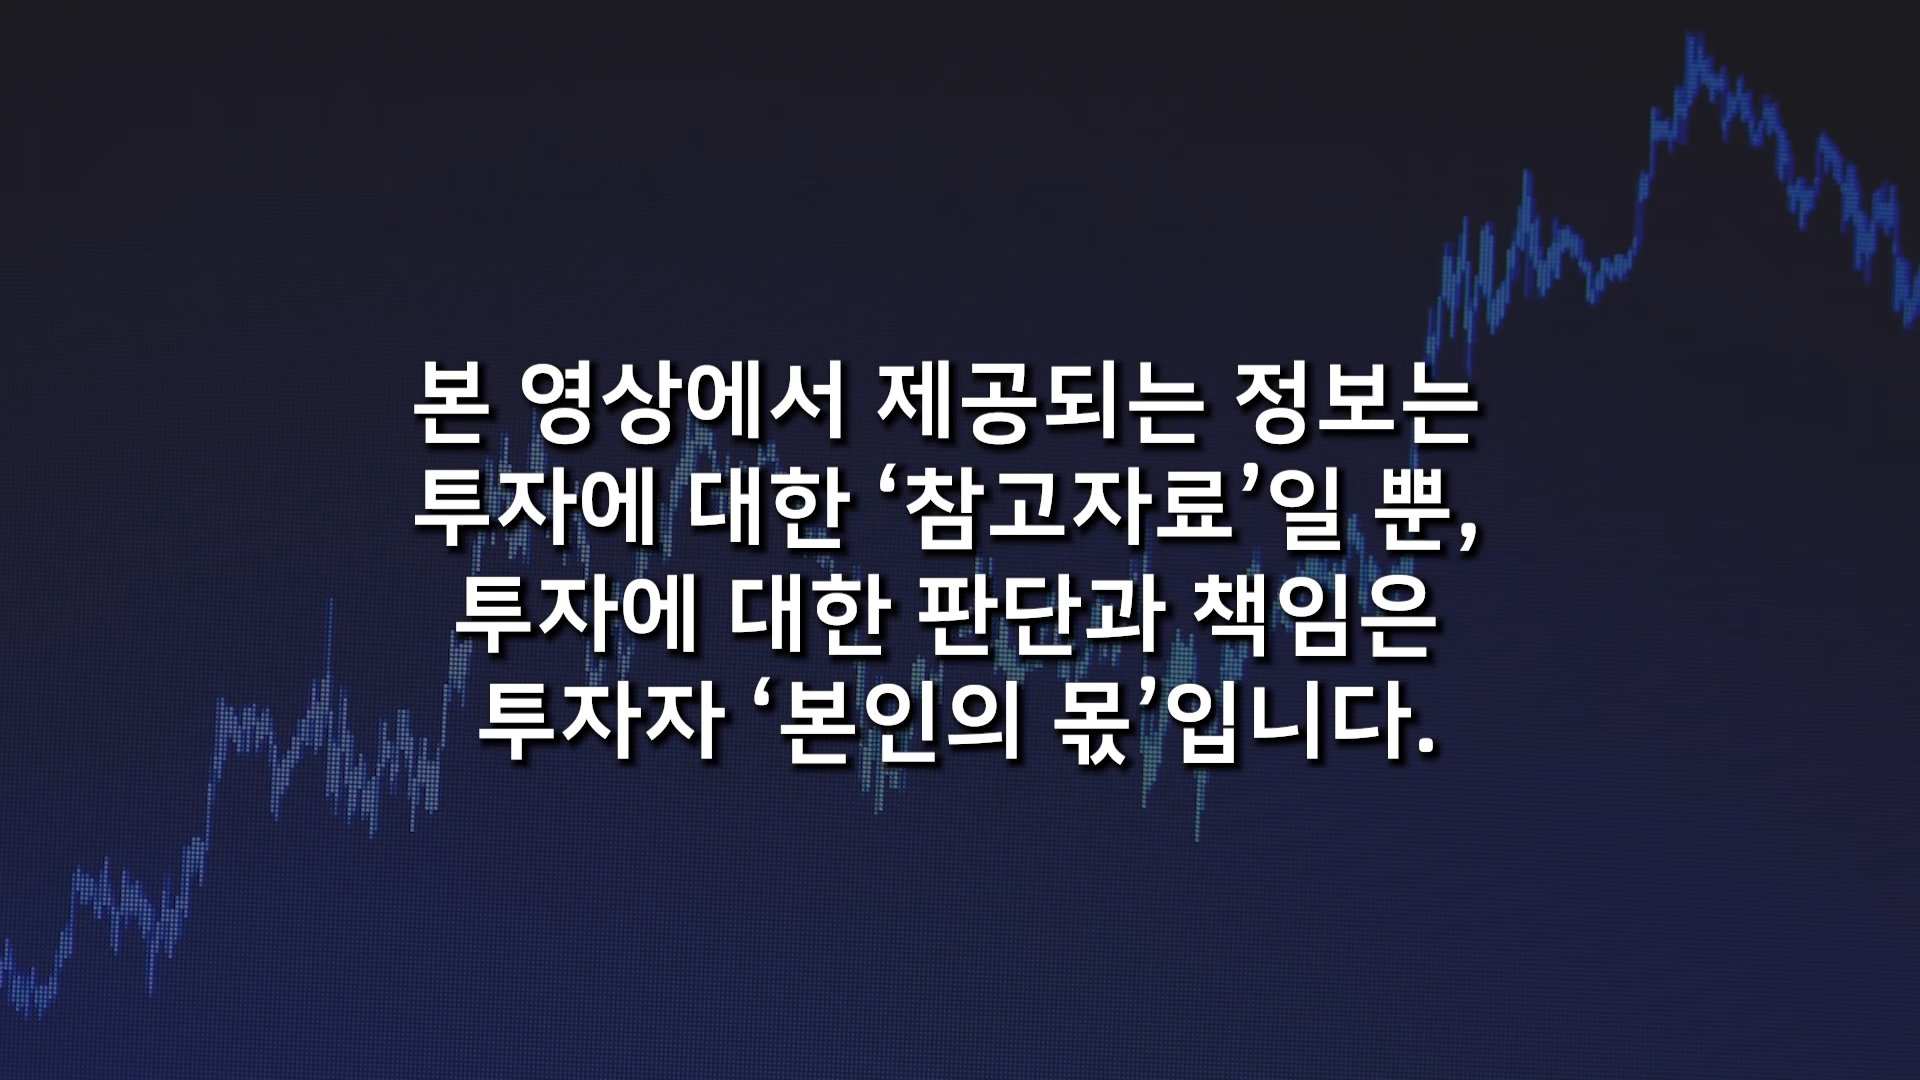 본 영상에서 제공되는 정보는
투자에 대한 ‘참고자료’일 뿐,
투자에 대한 판단과 책임은
투자자 ‘본인의 몫’입니다.